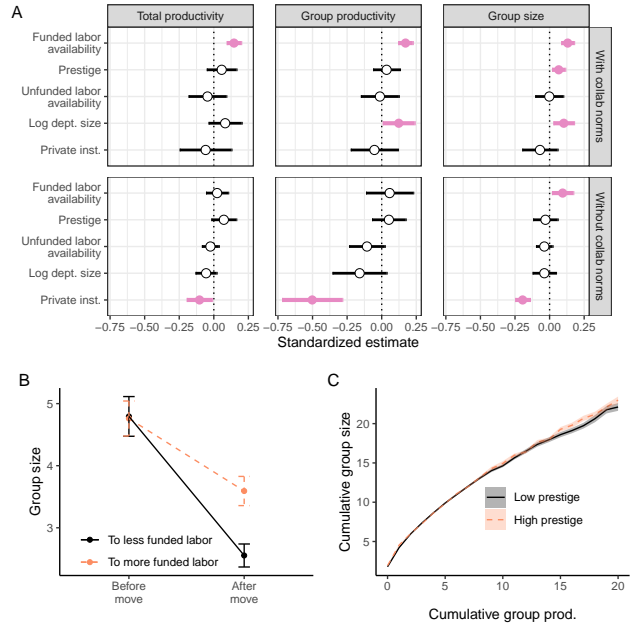 A
Total productivity
Group productivity
Group size
Funded labor
availability
Prestige
Unfunded labor
availability
Log dept. size
Private inst.
With collab norms
Funded labor
availability
Prestige
Unfunded labor
availability
Log dept. size
Private inst.
Without collab norms
−0.75 −0.50 −0.25 0.00 0.25
−0.75 −0.50 −0.25 0.00 0.25
−0.75 −0.50 −0.25 0.00 0.25
Standardized estimate
B
Group size
5
4
3
To less funded labor
To more funded labor
Before
move
After
move
C
Cumulative group size
20
15
10
5
Low prestige
High prestige
0 5 10 15 20
Cumulative group prod.